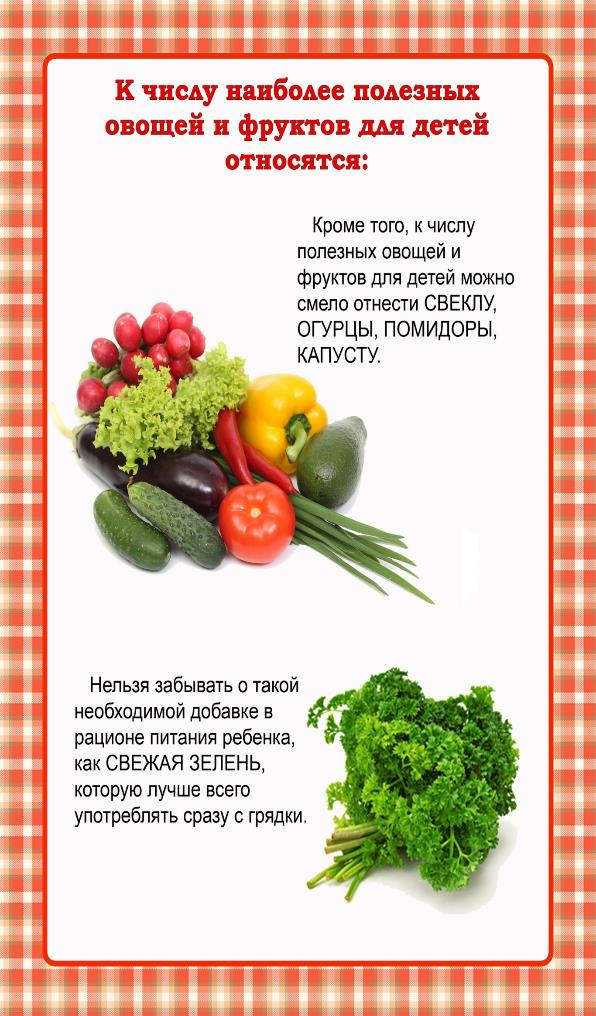 К числу наиболее полезных
овощей и фруктов для детей
относятся:
Кроме того, к числу
полезных овощей и
фруктов для детей можно
смело отнести СВЕКЛУ,
ОГУРЦЫ, ПОМИДОРЫ,
КАПУСТУ.
Нельзя забывать о такой
необходимой добавке в
рационе питания ребенка,
как СВЕЖАЯ ЗЕЛЕНЬ,
которую лучше всего
употреблять сразу с грядки.